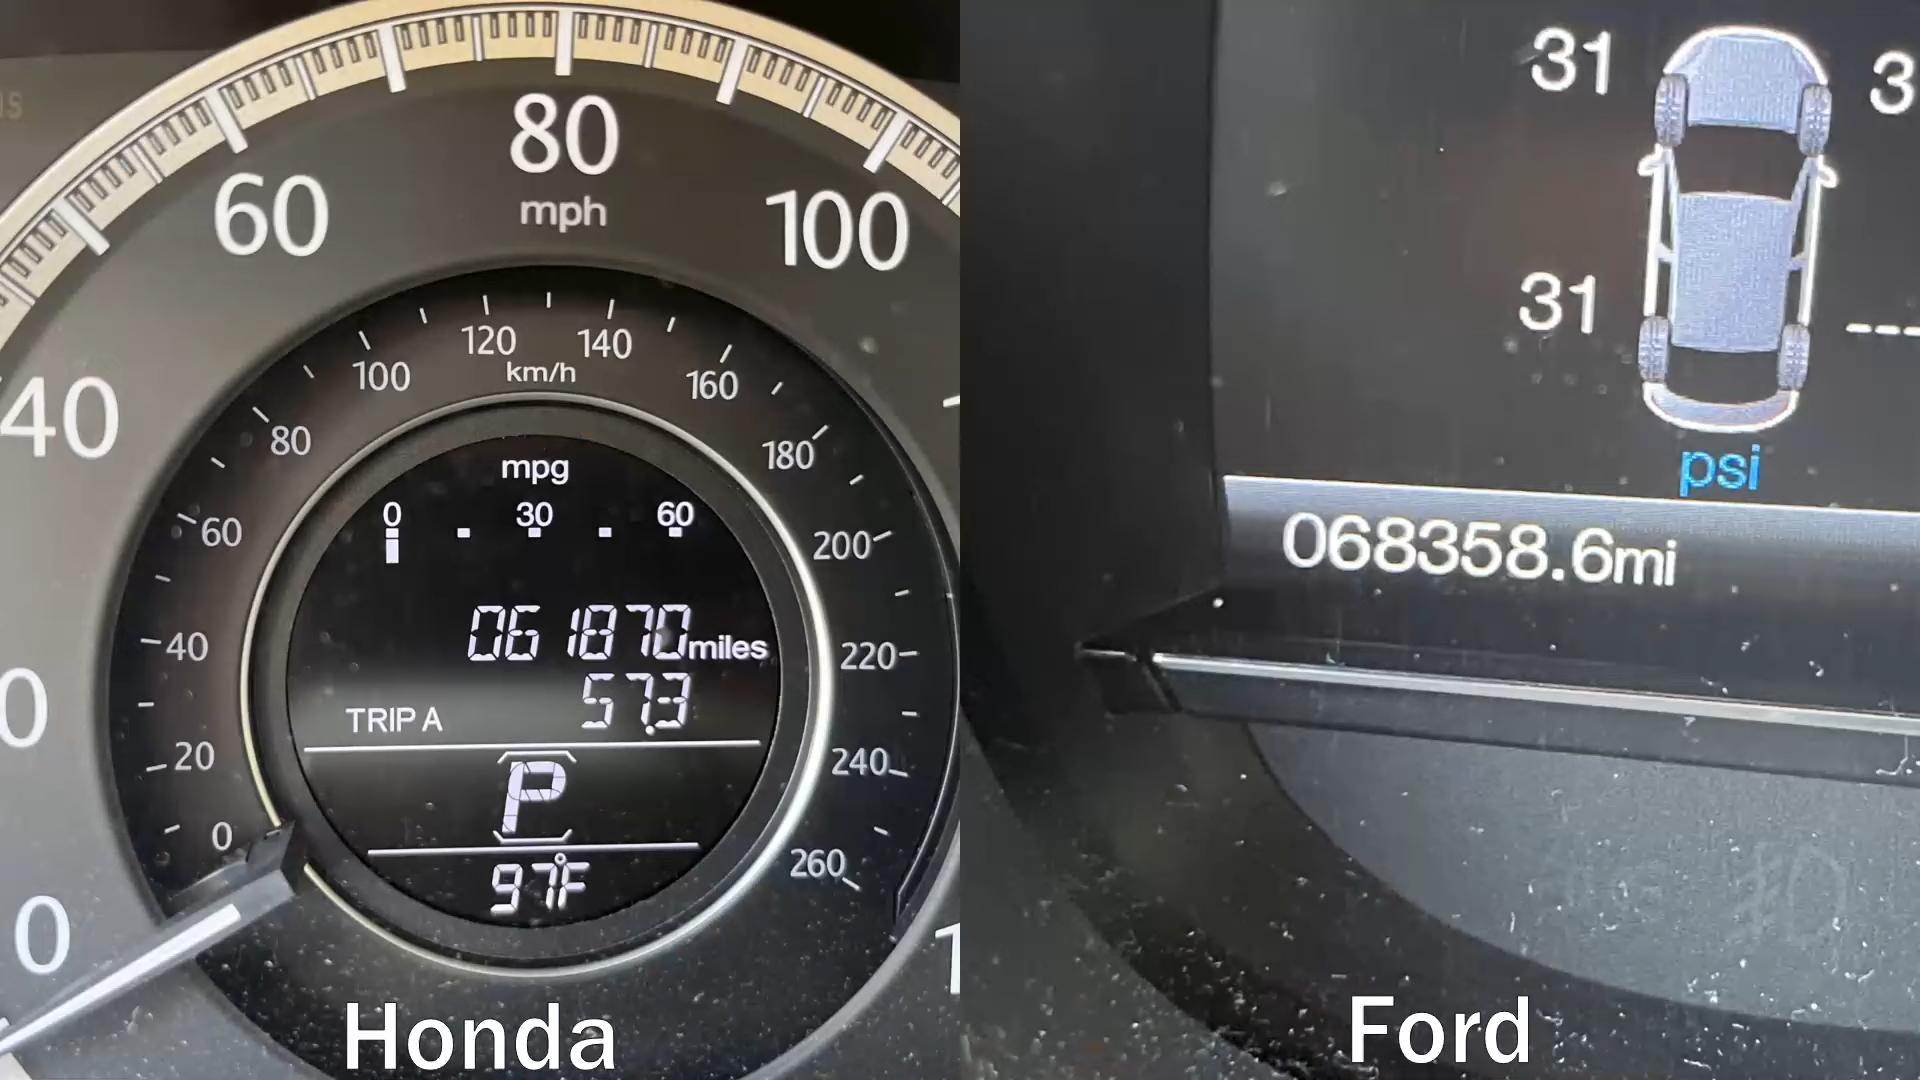 80
mph
60
100
40
120
140
km/h
100
160
80
180
mpg
60
0 30 60
200
061870miles
40
220
57.3
TRIP A
20
240
P
0
260
97°F
0
Honda
31
31
---
psi
068358.6mi
Ford